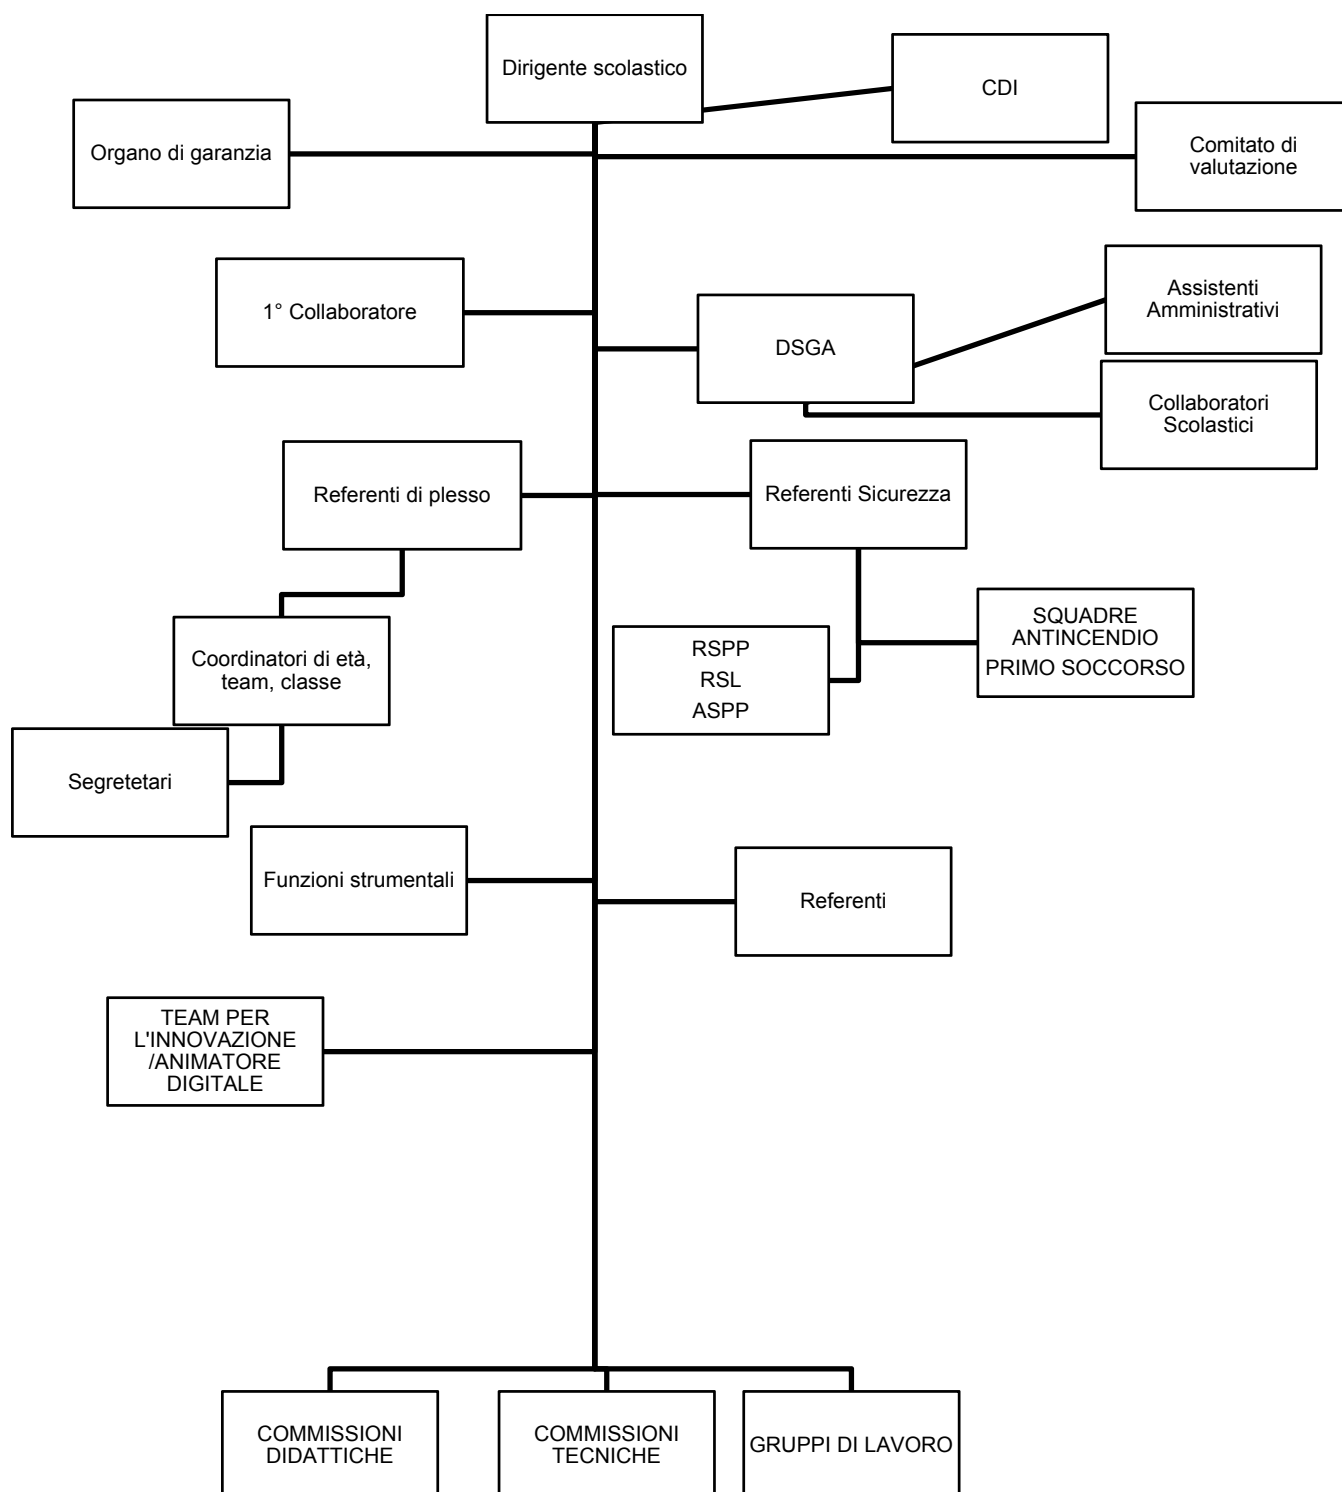 Dirigente scolastico
CDI
Organo di garanzia
Comitato di
valutazione
1° Collaboratore
DSGA
Assistenti
Amministrativi
Collaboratori
Scolastici
Referenti di plesso
Referenti Sicurezza
Coordinatori di età,
team, classe
RSPP
RSL
ASPP
SQUADRE
ANTINCENDIO
PRIMO SOCCORSO
Segretetari
Funzioni strumentali
Referenti
TEAM PER
L'INNOVAZIONE
/ANIMATORE
DIGITALE
COMMISSIONI
DIDATTICHE
COMMISSIONI
TECNICHE
GRUPPI DI LAVORO